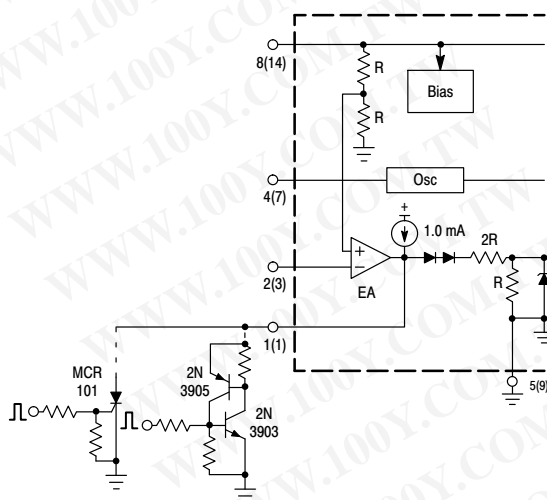 8(14)
R
R
Bias
4(7)
Osc
+
1.0 mA
+
−
2R
R
2(3)
EA
1(1)
5(9)
MCR
101
2N
3905
2N
3903
WWW.100Y.COM.TW